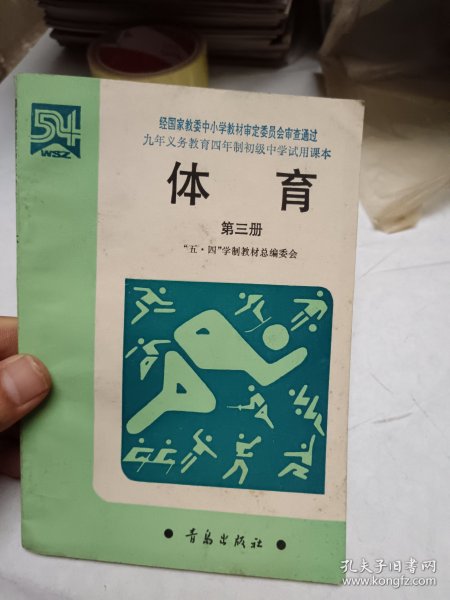 54
WSZ
经国家教委中小学教材审定委员会审查通过
九年义务教育四年制初级中学试用课本
体育
第三册
“五·四”学制教材总编委会
• 青岛出版社 •
孔夫子旧书网
www.kongfz.com